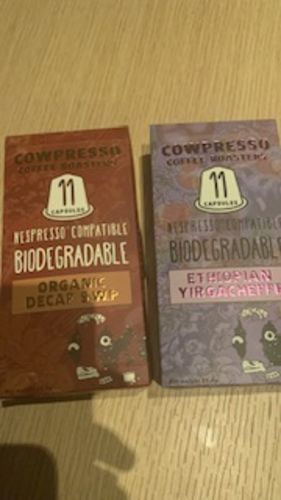 COWPRESSO
COFFEE ROASTERS
11
CAPSULES
NESPRESSO COMPATIBLE
BIODEGRADABLE
ORGANIC
DECAF S.W.P
COWPRESSO
COFFEE ROASTERS
11
CAPSULES
NESPRESSO COMPATIBLE
BIODEGRADABLE
ETHIOPIAN
YIRGACHEFFE